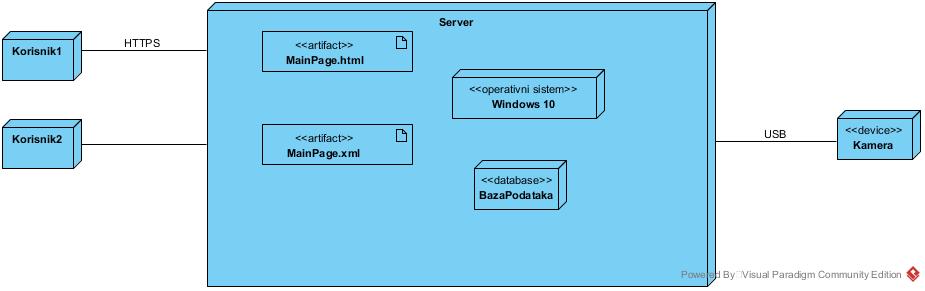 Server
Korisnik1
HTTPS
<<artifact>>
MainPage.html
<<operativni sistem>>
Windows 10
Korisnik2
<<artifact>>
MainPage.xml
USB
<<device>>
Kamera
<<database>>
BazaPodataka
Powered By Visual Paradigm Community Edition